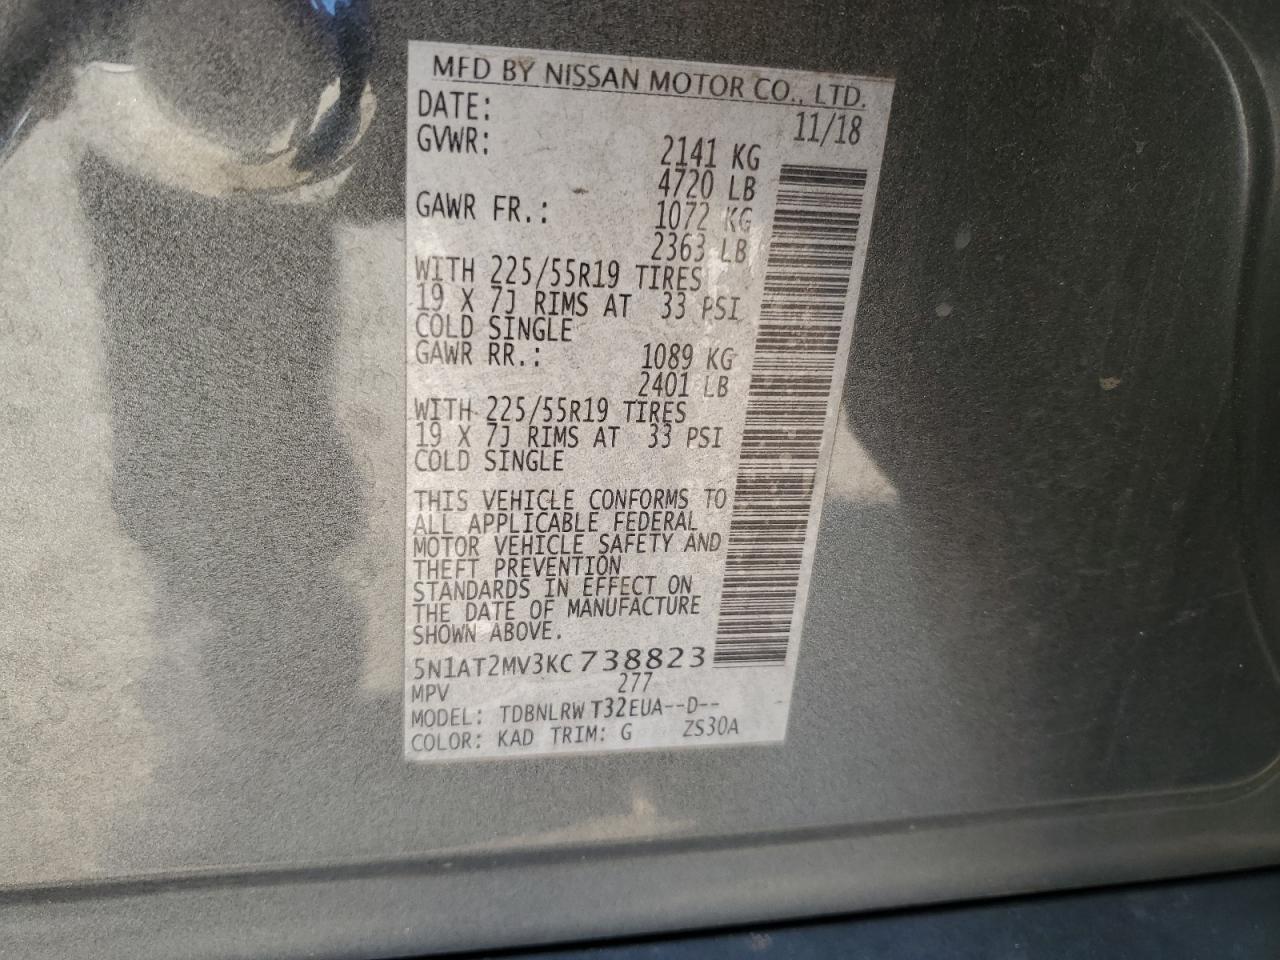 MFD BY NISSAN MOTOR CO., LTD.
DATE: 11/18
GVWR: 2141 KG
4720 LB
GAWR FR.: 1072 KG
2363 LB
WITH 225/55R19 TIRES
19 X 7J RIMS AT 33 PSI
COLD SINGLE
GAWR RR.: 1089 KG
2401 LB
WITH 225/55R19 TIRES
19 X 7J RIMS AT 33 PSI
COLD SINGLE
THIS VEHICLE CONFORMS TO
ALL APPLICABLE FEDERAL
MOTOR VEHICLE SAFETY AND
THEFT PREVENTION
STANDARDS IN EFFECT ON
THE DATE OF MANUFACTURE
SHOWN ABOVE.
5N1AT2MV3KC738823
MPV 277
MODEL: TDBNLRWT32EUA--D--
COLOR: KAD TRIM: G ZS30A